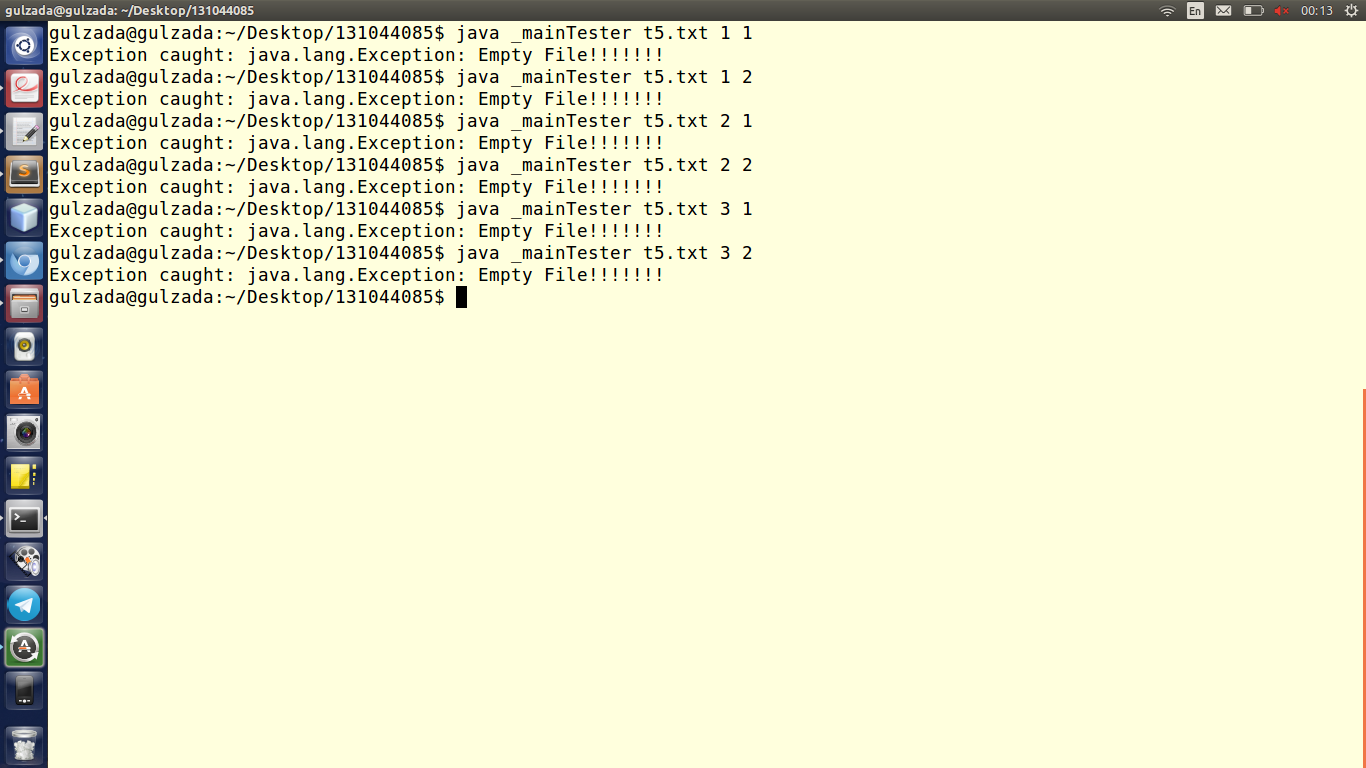 gulzada@gulzada: ~/Desktop/131044085
En
00:13
gulzada@gulzada:~/Desktop/131044085$ java _mainTester t5.txt 1 1
Exception caught: java.lang.Exception: Empty File!!!!!!!
gulzada@gulzada:~/Desktop/131044085$ java _mainTester t5.txt 1 2
Exception caught: java.lang.Exception: Empty File!!!!!!!
gulzada@gulzada:~/Desktop/131044085$ java _mainTester t5.txt 2 1
Exception caught: java.lang.Exception: Empty File!!!!!!!
gulzada@gulzada:~/Desktop/131044085$ java _mainTester t5.txt 2 2
Exception caught: java.lang.Exception: Empty File!!!!!!!
gulzada@gulzada:~/Desktop/131044085$ java _mainTester t5.txt 3 1
Exception caught: java.lang.Exception: Empty File!!!!!!!
gulzada@gulzada:~/Desktop/131044085$ java _mainTester t5.txt 3 2
Exception caught: java.lang.Exception: Empty File!!!!!!!
gulzada@gulzada:~/Desktop/131044085$